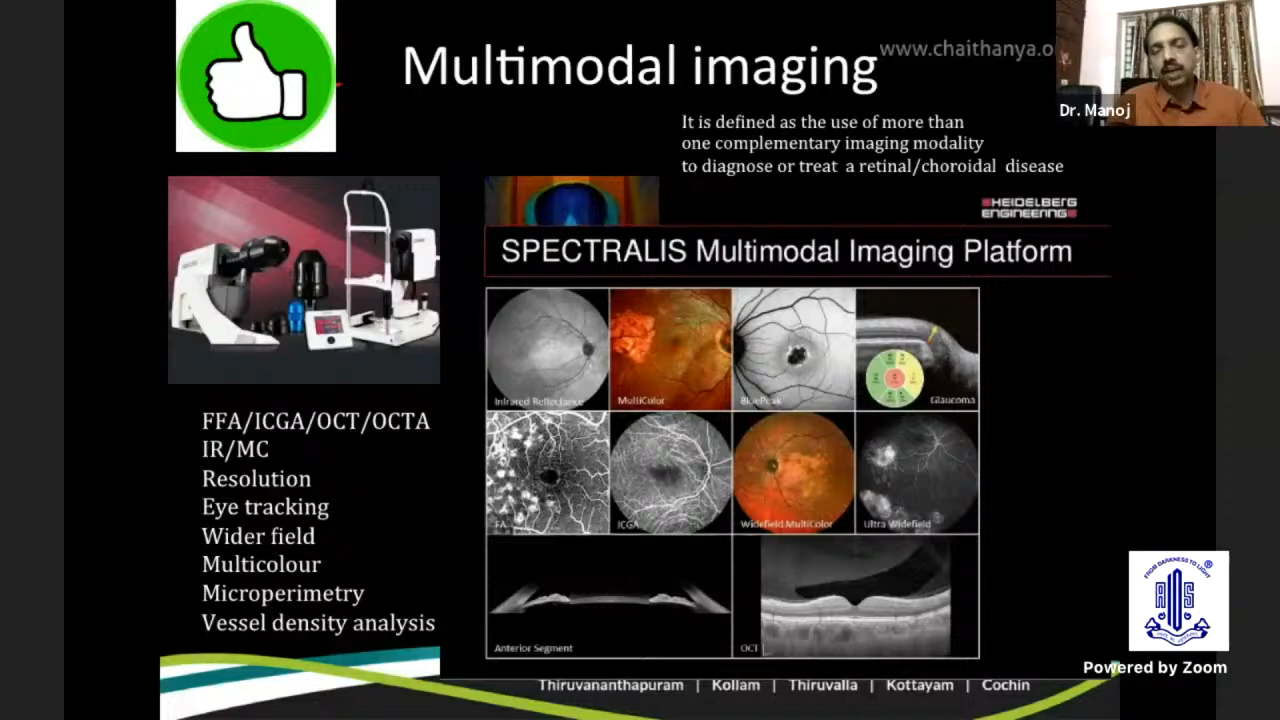 Multimodal imaging
www.chaithanya.o
Dr. Manoj
It is defined as the use of more than
one complementary imaging modality
to diagnose or treat a retinal/choroidal disease
HEIDELBERG
ENGINEERING
SPECTRALIS Multimodal Imaging Platform
Infrared Reflectance
MultiColor
BluePeak
Glaucoma
FA
ICGA
Widefield MultiColor
Ultra Widefield
Anterior Segment
OCT
FFA/ICGA/OCT/OCTA
IR/MC
Resolution
Eye tracking
Wider field
Multicolour
Microperimetry
Vessel density analysis
FROM DARKNESS TO LIGHT
®
AIOS
Powered by Zoom
Thiruvananthapuram | Kollam | Thiruvalla | Kottayam | Cochin